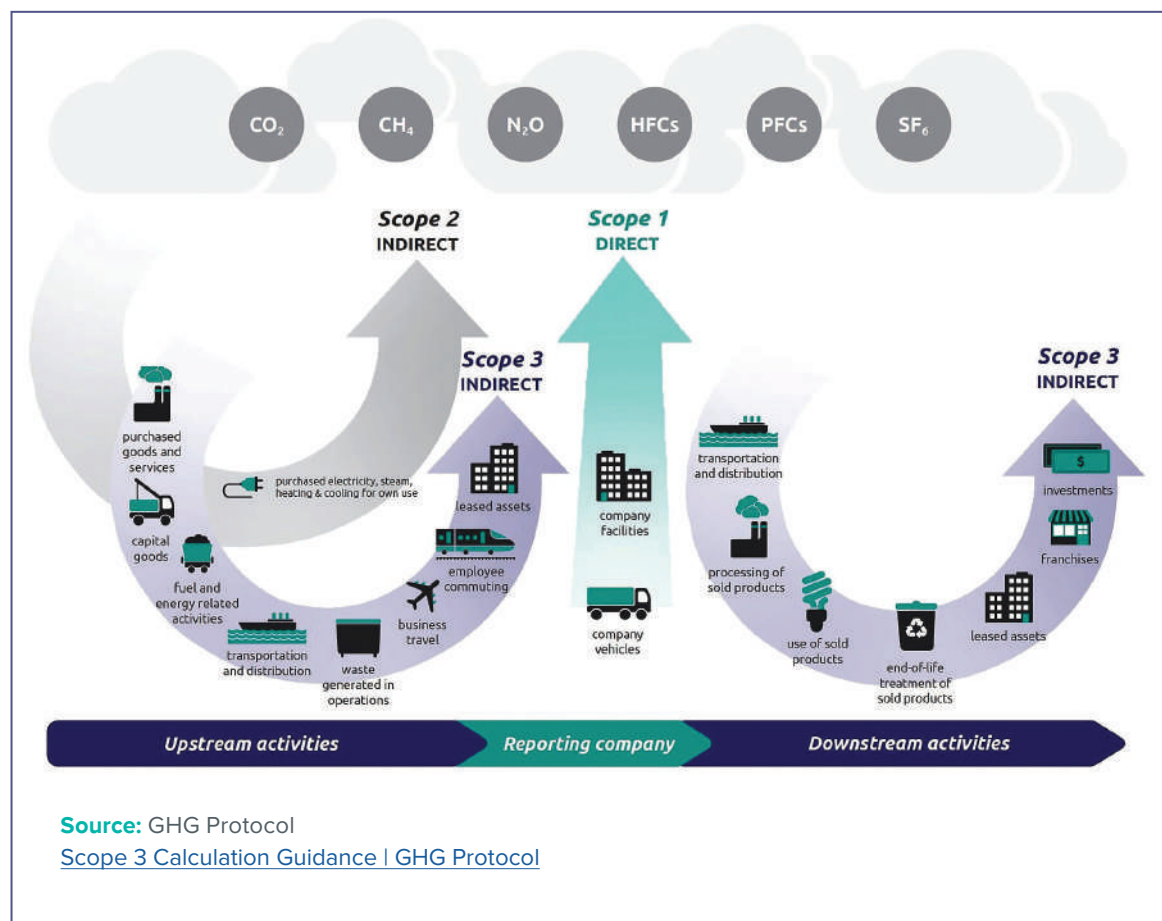 CO₂
CH₄
N₂O
HFCs
PFCs
SF₆
Scope 2
INDIRECT
Scope 1
DIRECT
Scope 3
INDIRECT
Scope 3
INDIRECT
purchased
goods and
services
capital
goods
fuel and
energy related
activities
transportation
and distribution
waste
generated in
operations
business
travel
employee
commuting
leased assets
purchased electricity, steam,
heating & cooling for own use
company
facilities
company
vehicles
transportation
and distribution
processing of
sold products
use of sold
products
end-of-life
treatment of
sold products
leased assets
franchises
$
investments
Upstream activities
Reporting company
Downstream activities
Source: GHG Protocol
Scope 3 Calculation Guidance | GHG Protocol